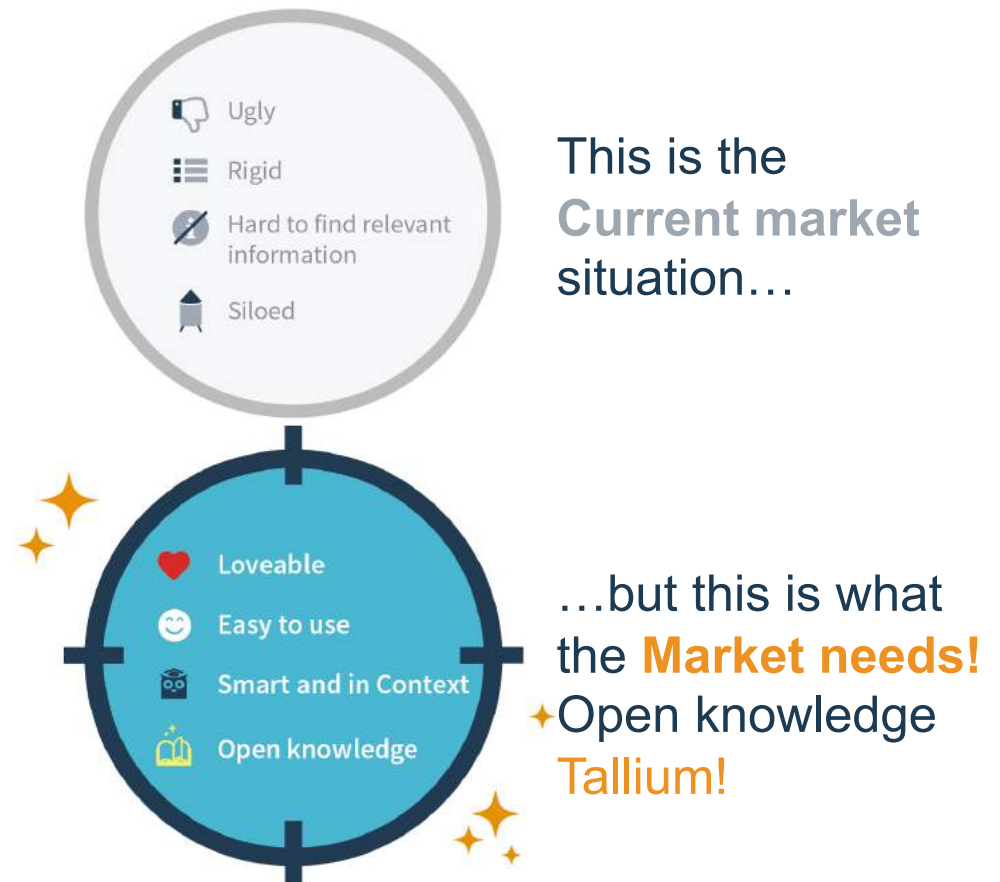 Ugly
Rigid
Hard to find relevant
information
Siloed
This is the
Current market
situation…
Loveable
Easy to use
Smart and in Context
Open knowledge
…but this is what
the Market needs!
Open knowledge
Tallium!